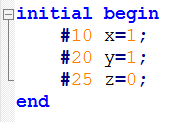 initial begin
#10 x=1;
#20 y=1;
#25 z=0;
end